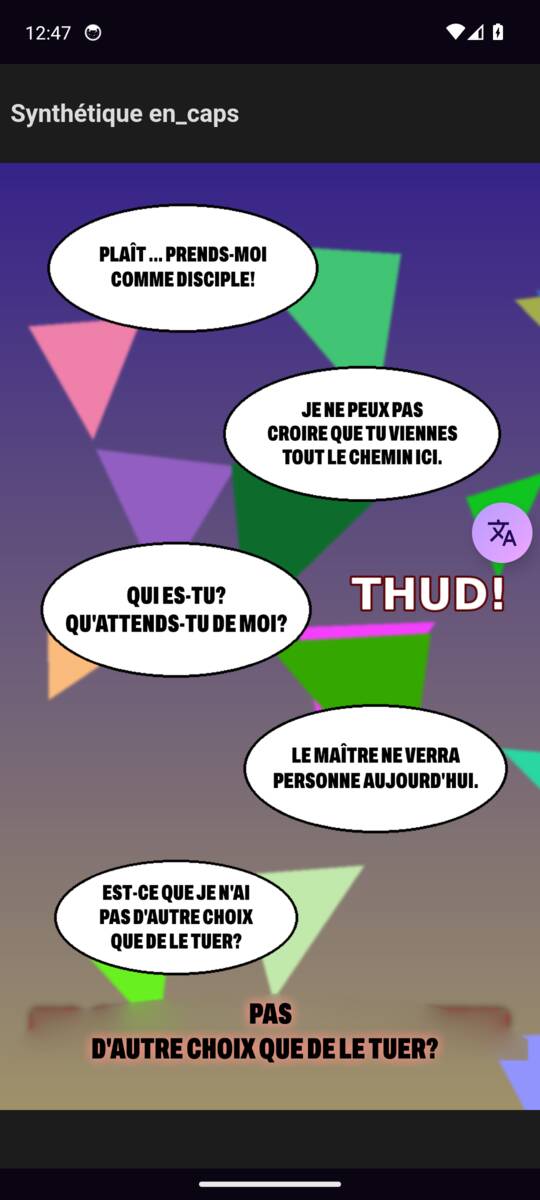 12:47
Synthétique en_caps
PLAÎT ... PRENDS-MOI
COMME DISCIPLE!
JE NE PEUX PAS
CROIRE QUE TU VIENNES
TOUT LE CHEMIN ICI.
QUI ES-TU?
QU'ATTENDS-TU DE MOI?
THUD!
LE MAÎTRE NE VERRA
PERSONNE AUJOURD'HUI.
EST-CE QUE JE N'AI
PAS D'AUTRE CHOIX
QUE DE LE TUER?
PAS
D'AUTRE CHOIX QUE DE LE TUER?